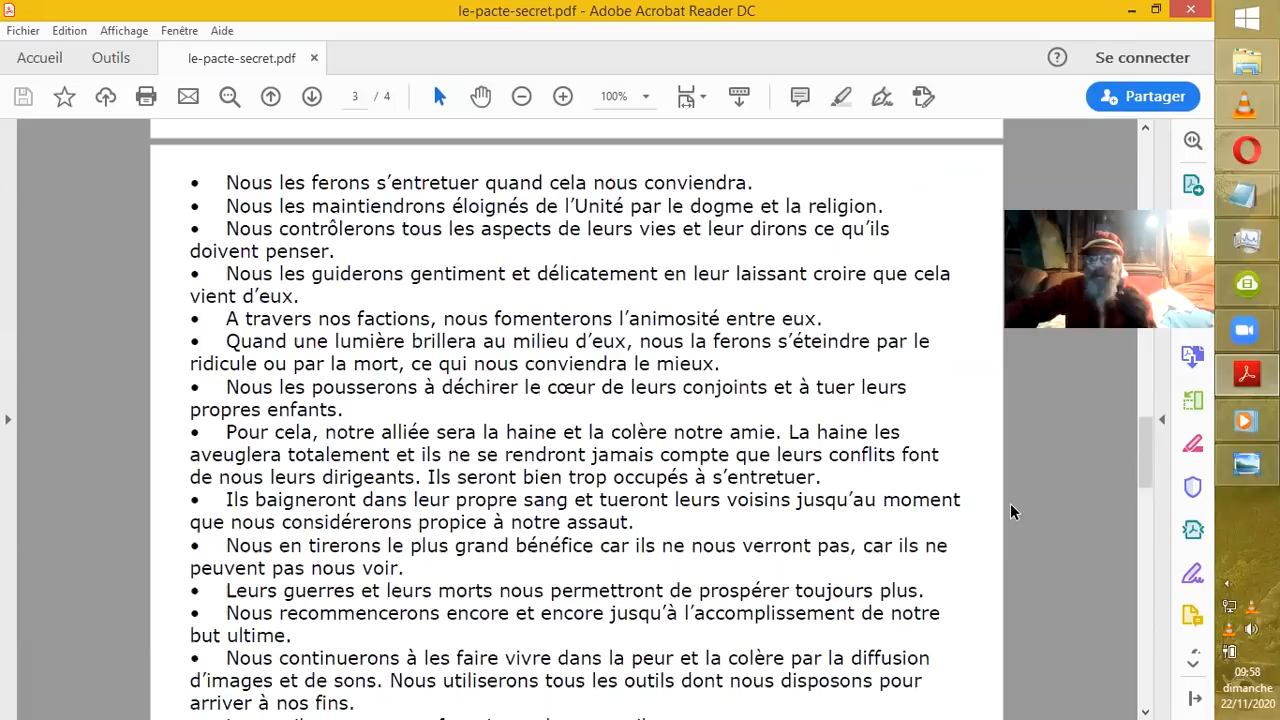 le-pacte-secret.pdf - Adobe Acrobat Reader DC
Fichier Edition Affichage Fenêtre Aide
Accueil Outils le-pacte-secret.pdf × Se connecter
3 / 4 100% Partager
• Nous les ferons s’entretuer quand cela nous conviendra.
• Nous les maintiendrons éloignés de l’Unité par le dogme et la religion.
• Nous contrôlerons tous les aspects de leurs vies et leur dirons ce qu’ils
doivent penser.
• Nous les guiderons gentiment et délicatement en leur laissant croire que cela
vient d’eux.
• A travers nos factions, nous fomenterons l’animosité entre eux.
• Quand une lumière brillera au milieu d’eux, nous la ferons s’éteindre par le
ridicule ou par la mort, ce qui nous conviendra le mieux.
• Nous les pousserons à déchirer le cœur de leurs conjoints et à tuer leurs
propres enfants.
• Pour cela, notre alliée sera la haine et la colère notre amie. La haine les
aveuglera totalement et ils ne se rendront jamais compte que leurs conflits font
de nous leurs dirigeants. Ils seront bien trop occupés à s’entretuer.
• Ils baigneront dans leur propre sang et tueront leurs voisins jusqu’au moment
que nous considérerons propice à notre assaut.
• Nous en tirerons le plus grand bénéfice car ils ne nous verront pas, car ils ne
peuvent pas nous voir.
• Leurs guerres et leurs morts nous permettront de prospérer toujours plus.
• Nous recommencerons encore et encore jusqu’à l’accomplissement de notre
but ultime.
• Nous continuerons à les faire vivre dans la peur et la colère par la diffusion
d’images et de sons. Nous utiliserons tous les outils dont nous disposons pour
arriver à nos fins.
09:58
dimanche
22/11/2020